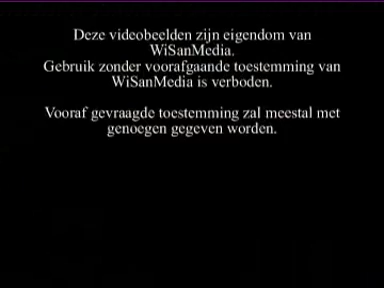 Deze videobeelden zijn eigendom van
WiSanMedia.
Gebruik zonder voorafgaande toestemming van
WiSanMedia is verboden.
Vooraf gevraagde toestemming zal meestal met
genoegen gegeven worden.